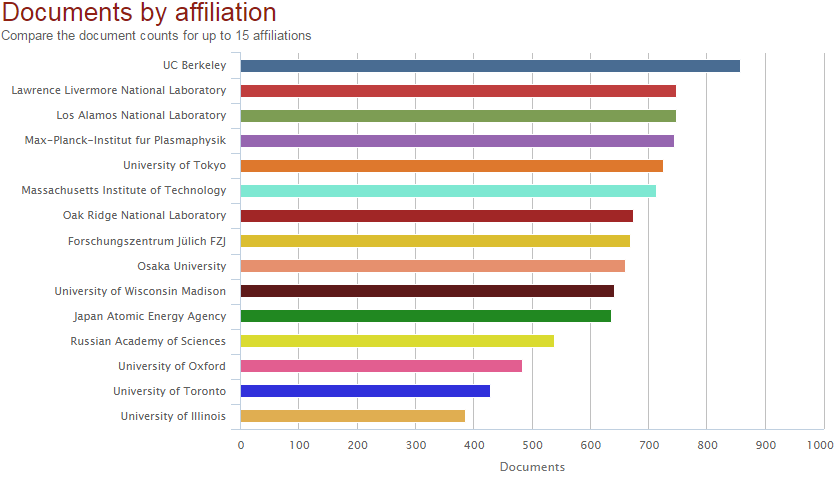 Documents by affiliation
Compare the document counts for up to 15 affiliations
UC Berkeley
Lawrence Livermore National Laboratory
Los Alamos National Laboratory
Max-Planck-Institut fur Plasmaphysik
University of Tokyo
Massachusetts Institute of Technology
Oak Ridge National Laboratory
Forschungszentrum Jülich FZJ
Osaka University
University of Wisconsin Madison
Japan Atomic Energy Agency
Russian Academy of Sciences
University of Oxford
University of Toronto
University of Illinois
0 100 200 300 400 500 600 700 800 900 1000
Documents